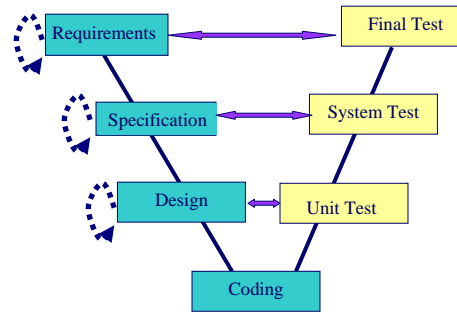 Requirements
Final Test
Specification
System Test
Design
Unit Test
Coding